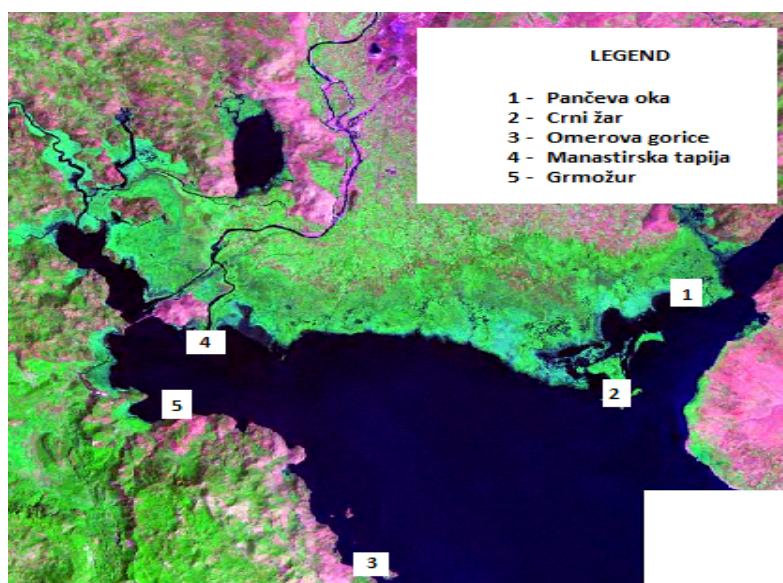 LEGEND
1 - Pančeva oka
2 - Crni žar
3 - Omerova gorice
4 - Manastirska tapija
5 - Grmožur
1
4
2
5
3